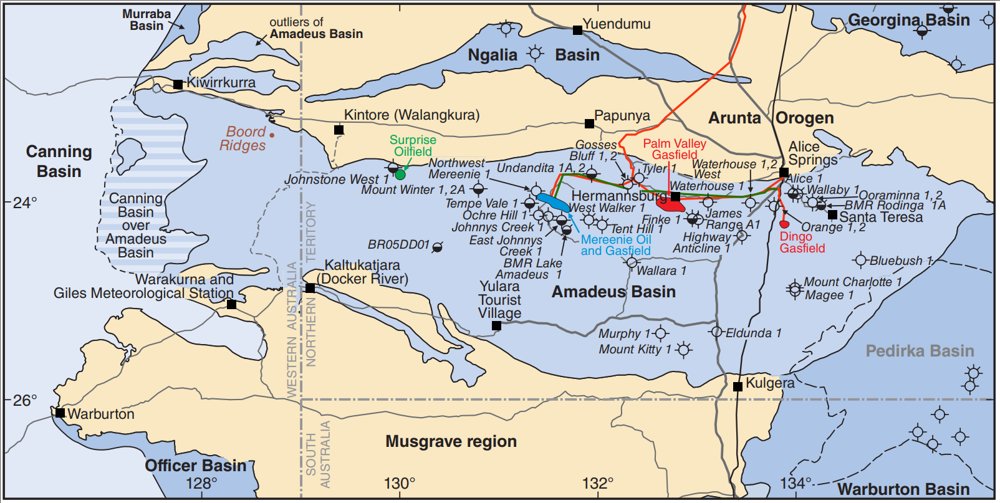 Murraba
Basin
outliers of
Amadeus Basin
Yuendumu
Georgina Basin
Ngalia Basin
Kiwirrkurra
Kintore (Walangkura)
Papunya
Arunta Orogen
Boord
Ridges
Surprise
Oilfield
Gosses
Bluff 1, 2
Palm Valley
Gasfield
Alice
Springs
Canning
Basin
Northwest
Mereenie 1
Undandita 1A, 2
Tyler 1
Waterhouse 1,2
West
Johnstone West 1
Mount Winter 1, 2A
Waterhouse 1
Alice 1
Wallaby 1
Ooraminna 1, 2
BMR Rodinga 1A
Santa Teresa
24°
Canning
Basin
over
Amadeus
Basin
Tempe Vale 1
Hermannsburg
West Walker 1
Ochre Hill 1
Johnnys Creek 1
East Johnnys
Creek 1
BMR Lake
Amadeus 1
Tent Hill 1
Finke 1
James
Range A1
Highway
Anticline 1
Orange 1, 2
Dingo
Gasfield
Mereenie Oil
and Gasfield
BR05DD01
Bluebush 1
Wallara 1
Kaltukatjara
(Docker River)
Warakurna and
Giles Meteorological Station
Amadeus Basin
Mount Charlotte 1
Magee 1
Yulara
Tourist
Village
WESTERN AUSTRALIA
NORTHERN TERRITORY
Murphy 1
Eldunda 1
Mount Kitty 1
Pedirka Basin
Kulgera
26°
Warburton
SOUTH
AUSTRALIA
Musgrave region
Officer Basin
128°
130°
132°
134°
Warburton Basin